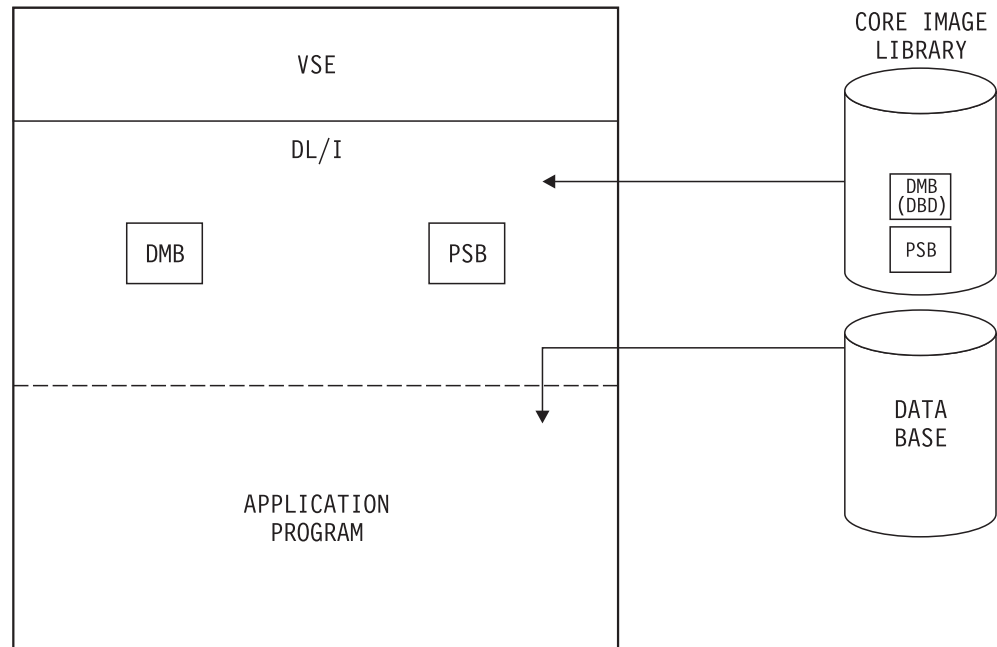 VSE
DL/I
DMB
PSB
APPLICATION
PROGRAM
CORE IMAGE
LIBRARY
DMB
(DBD)
PSB
DATA
BASE